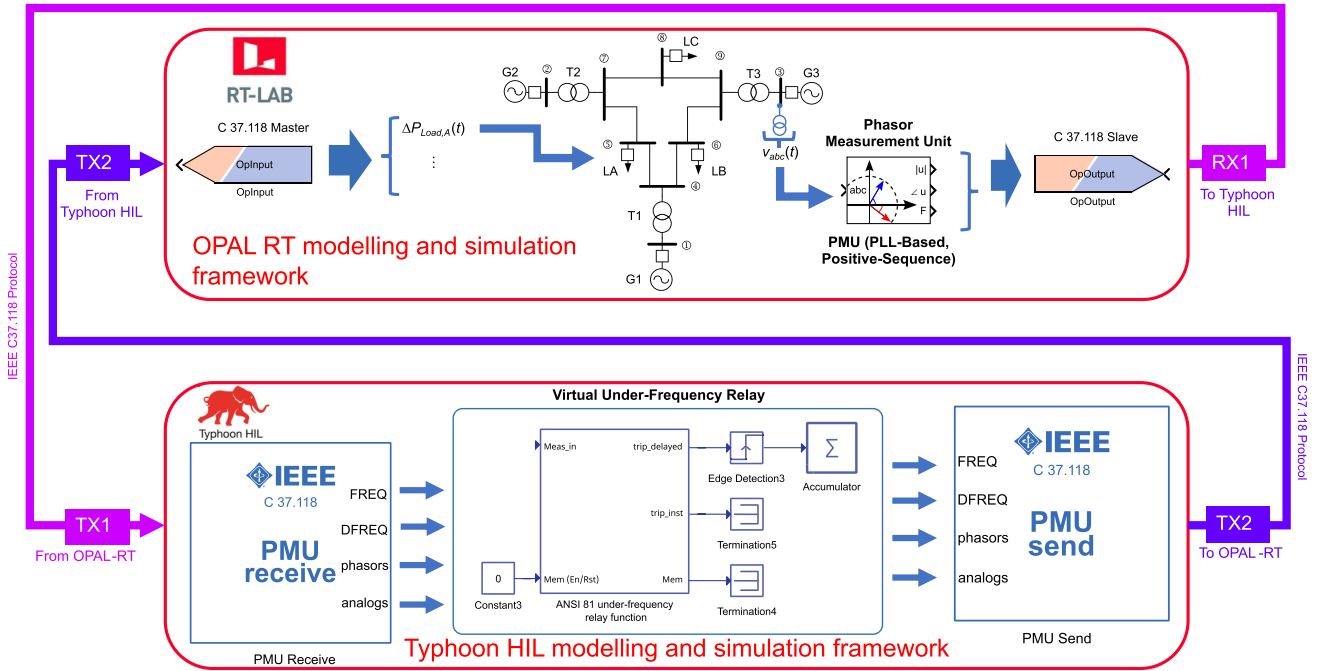 RT-LAB
C 37.118 Master
OpInput
OpInput
ΔP_Load,A(t)
⋮
⑧
LC
G2
②
T2
⑦
⑨
T3
③
G3
⑤
LA
⑥
LB
④
T1
①
G1
v_abc(t)
Phasor
Measurement Unit
abc
|u|
∠ u
F
PMU (PLL-Based,
Positive-Sequence)
C 37.118 Slave
OpOutput
OpOutput
TX2
From
Typhoon HIL
RX1
To Typhoon
HIL
OPAL RT modelling and simulation
framework
IEEE C37.118 Protocol
IEEE C37.118 Protocol
Typhoon HIL
Virtual Under-Frequency Relay
IEEE
C 37.118
PMU
receive
FREQ
DFREQ
phasors
analogs
PMU Receive
TX1
From OPAL-RT
Meas_in
trip_delayed
trip_inst
Mem (En/Rst)
Mem
0
Constant3
ANSI 81 under-frequency
relay function
Edge Detection3
Σ
Accumulator
Termination5
Termination4
FREQ
DFREQ
phasors
analogs
IEEE
C 37.118
PMU
send
PMU Send
TX2
To OPAL-RT
Typhoon HIL modelling and simulation framework